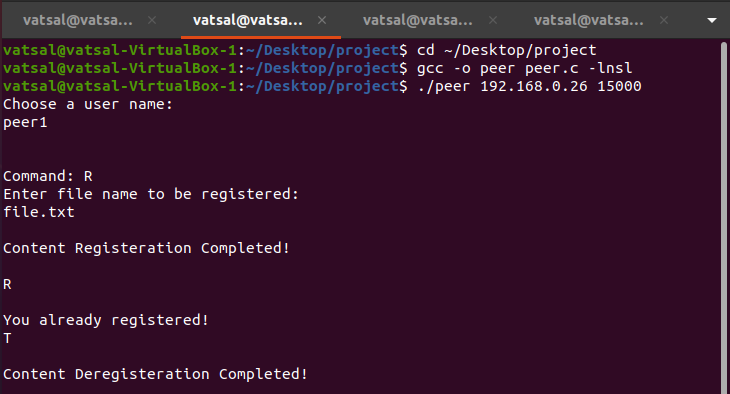 vatsal@vatsa... × vatsal@vatsa... × vatsal@vatsa... × vatsal@vatsa... ×
vatsal@vatsal-VirtualBox-1:~/Desktop/project$ cd ~/Desktop/project
vatsal@vatsal-VirtualBox-1:~/Desktop/project$ gcc -o peer peer.c -lnsl
vatsal@vatsal-VirtualBox-1:~/Desktop/project$ ./peer 192.168.0.26 15000
Choose a user name:
peer1
Command: R
Enter file name to be registered:
file.txt
Content Registeration Completed!
R
You already registered!
T
Content Deregisteration Completed!